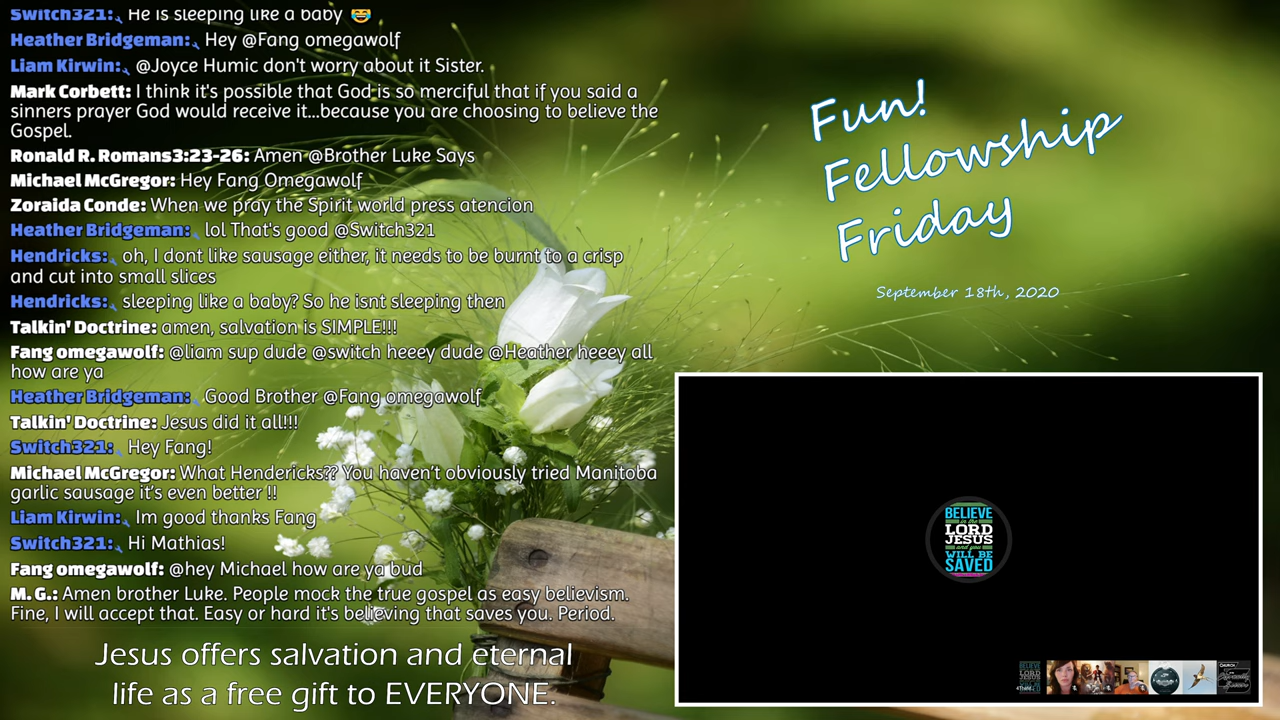 Switch321: He is sleeping like a baby 😂
Heather Bridgeman: Hey @Fang omegawolf
Liam Kirwin: @Joyce Humic don't worry about it Sister.
Mark Corbett: I think it's possible that God is so merciful that if you said a
sinners prayer God would receive it...because you are choosing to believe the
Gospel.
Ronald R. Romans3:23-26: Amen @Brother Luke Says
Michael McGregor: Hey Fang Omegawolf
Zoraida Conde: When we pray the Spirit world press atencion
Heather Bridgeman: lol That's good @Switch321
Hendricks: oh, I dont like sausage either, it needs to be burnt to a crisp
and cut into small slices
Hendricks: sleeping like a baby? So he isnt sleeping then
Talkin' Doctrine: amen, salvation is SIMPLE!!!
Fang omegawolf: @liam sup dude @switch heeey dude @Heather heeey all
how are ya
Heather Bridgeman: Good Brother @Fang omegawolf
Talkin' Doctrine: Jesus did it all!!!
Switch321: Hey Fang!
Michael McGregor: What Hendericks?? You haven't obviously tried Manitoba
garlic sausage it's even better !!
Liam Kirwin: Im good thanks Fang
Switch321: Hi Mathias!
Fang omegawolf: @hey Michael how are ya bud
M. G.: Amen brother Luke. People mock the true gospel as easy believism.
Fine, I will accept that. Easy or hard it's believing that saves you. Period.
Jesus offers salvation and eternal
life as a free gift to EVERYONE.
Fun!
Fellowship
Friday
September 18th, 2020
BELIEVE
in the
LORD
JESUS
and you
WILL BE
SAVED